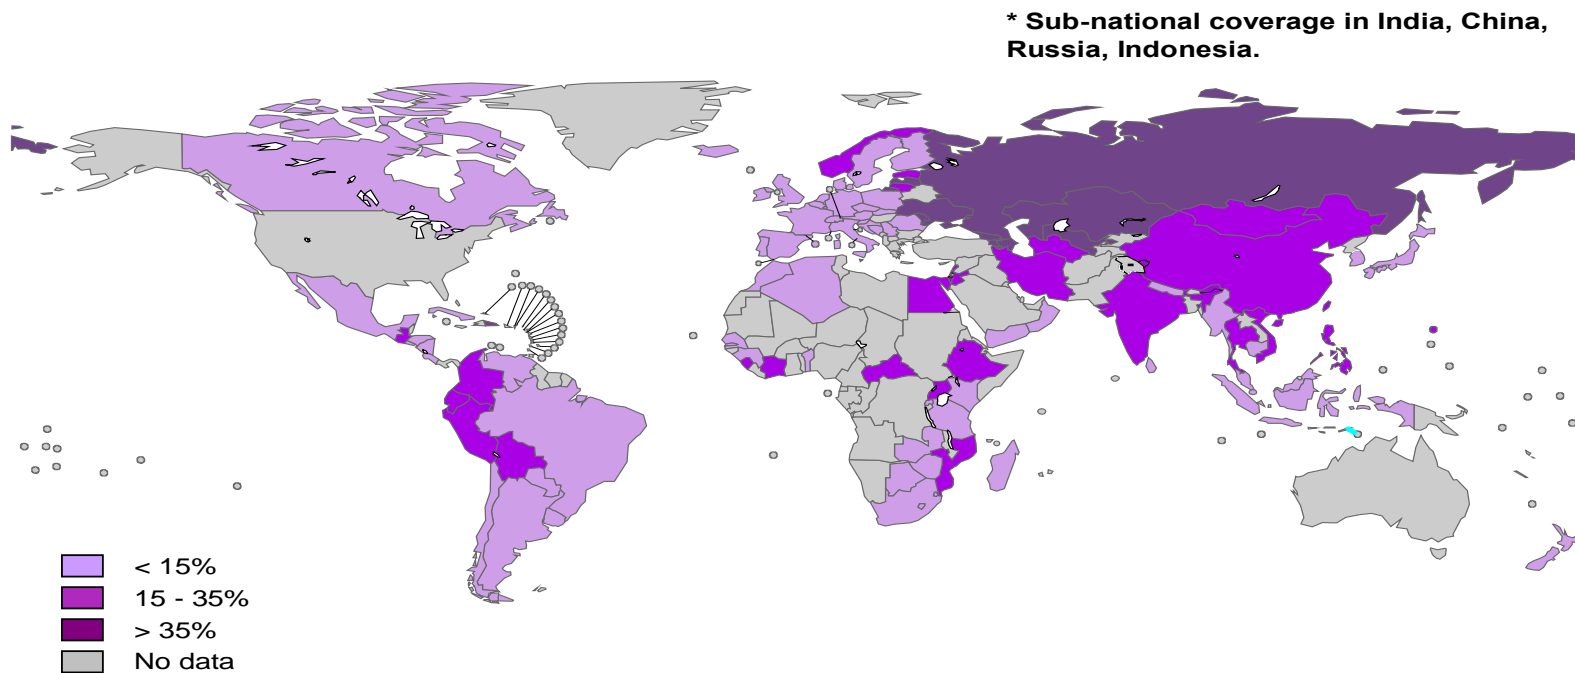 * Sub-national coverage in India, China,
Russia, Indonesia.
< 15%
15 - 35%
> 35%
No data